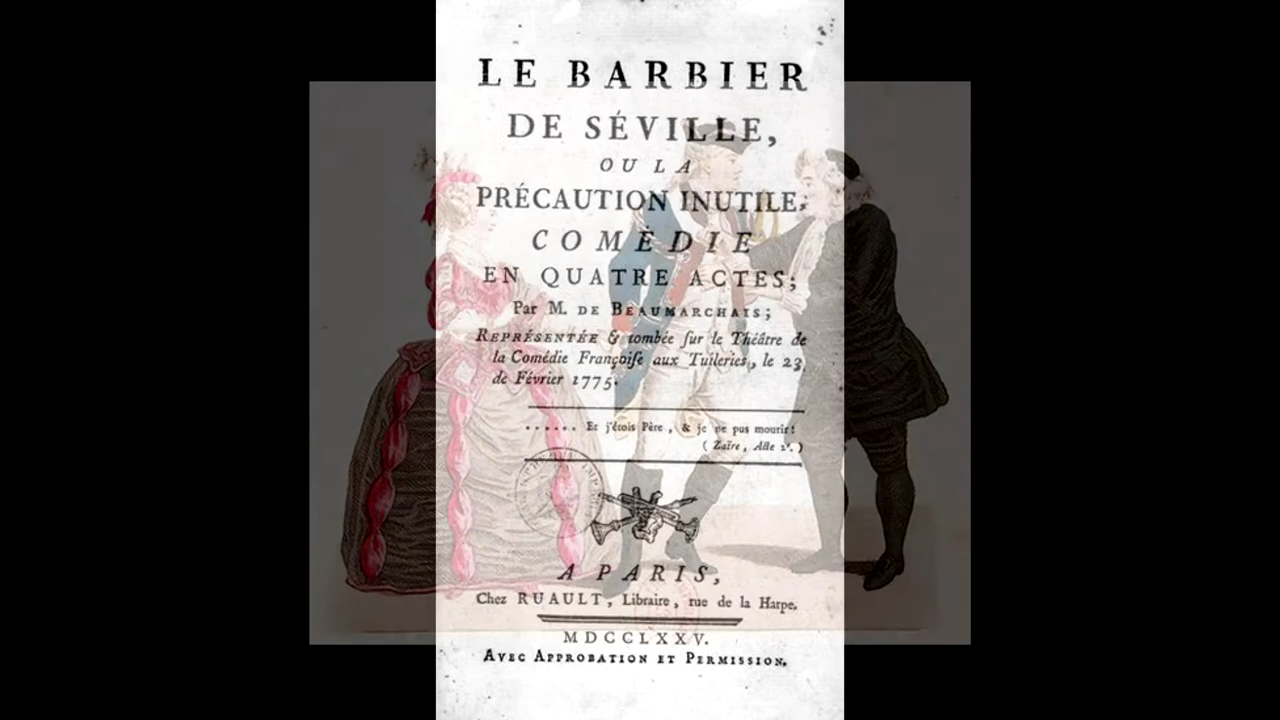 LE BARBIER
DE SÉVILLE,
OU LA
PRÉCAUTION INUTILE,
COMÉDIE
EN QUATRE ACTES;
Par M. DE BEAUMARCHAIS;
REPRÉSENTÉE & tombée ſur le Théâtre de
la Comédie Françoiſe aux Tuileries, le 23
de Février 1775.
...... Et j'étois Père, & je ne pus mourir!
( Zaïre, Acte 2e. )
A PARIS,
Chez RUAULT, Libraire, rue de la Harpe.
MDCCLXXV.
AVEC APPROBATION ET PERMISSION.